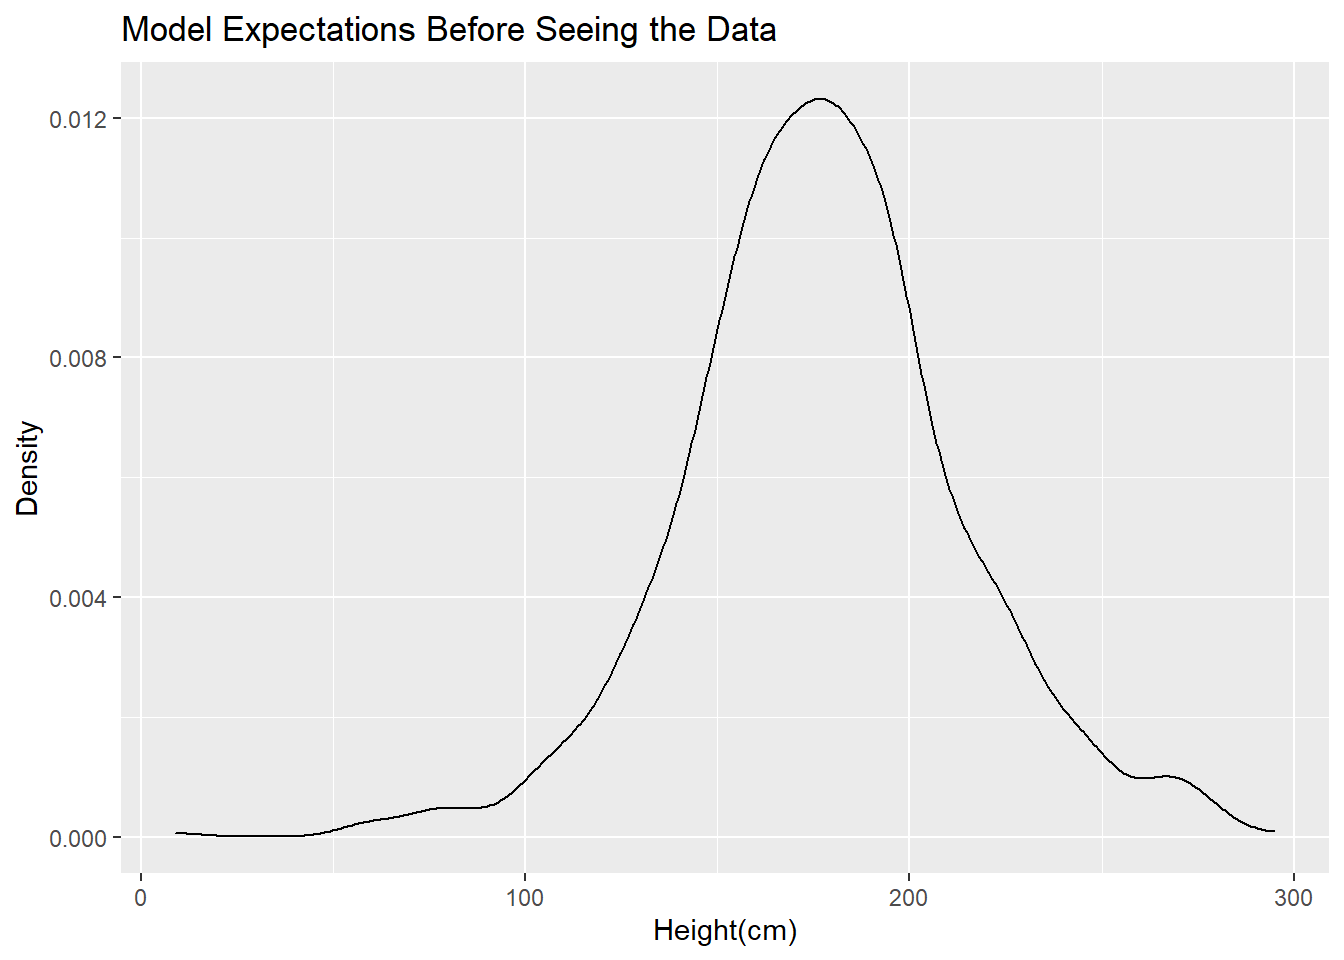 Model Expectations Before Seeing the Data
0.012
0.008
0.004
0.000
Density
0
100
200
300
Height(cm)